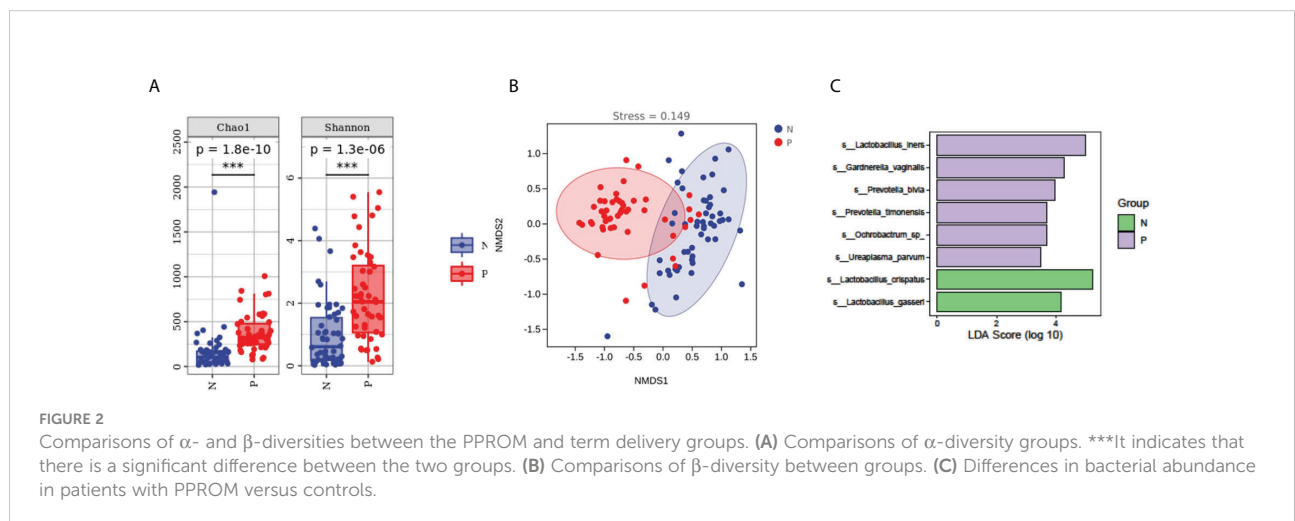 A
Chao1
Shannon
p = 1.8e-10
***
p = 1.3e-06
***
2500
500
0
6
4
2
0
N
P
N
P
N
P
B
Stress = 0.149
N
P
NMDS2
1.0
0.5
0.0
-0.5
-1.0
-1.5
-1.5
-1.0
-0.5
0.0
0.5
1.0
1.5
NMDS1
C
s__Lactobacillus_iners
s__Gardnerella_vaginalis
s__Prevotella_bivia
s__Prevotella_timonensis
s__Ochrobactrum_sp_
s__Ureaplasma_parvum
s__Lactobacillus_crispatus
s__Lactobacillus_gasseri
0
2
4
LDA Score (log 10)
Group
N
P
FIGURE 2
Comparisons of α- and β-diversities between the PPROM and term delivery groups. (A) Comparisons of α-diversity groups. ***It indicates that
there is a significant difference between the two groups. (B) Comparisons of β-diversity between groups. (C) Differences in bacterial abundance
in patients with PPROM versus controls.